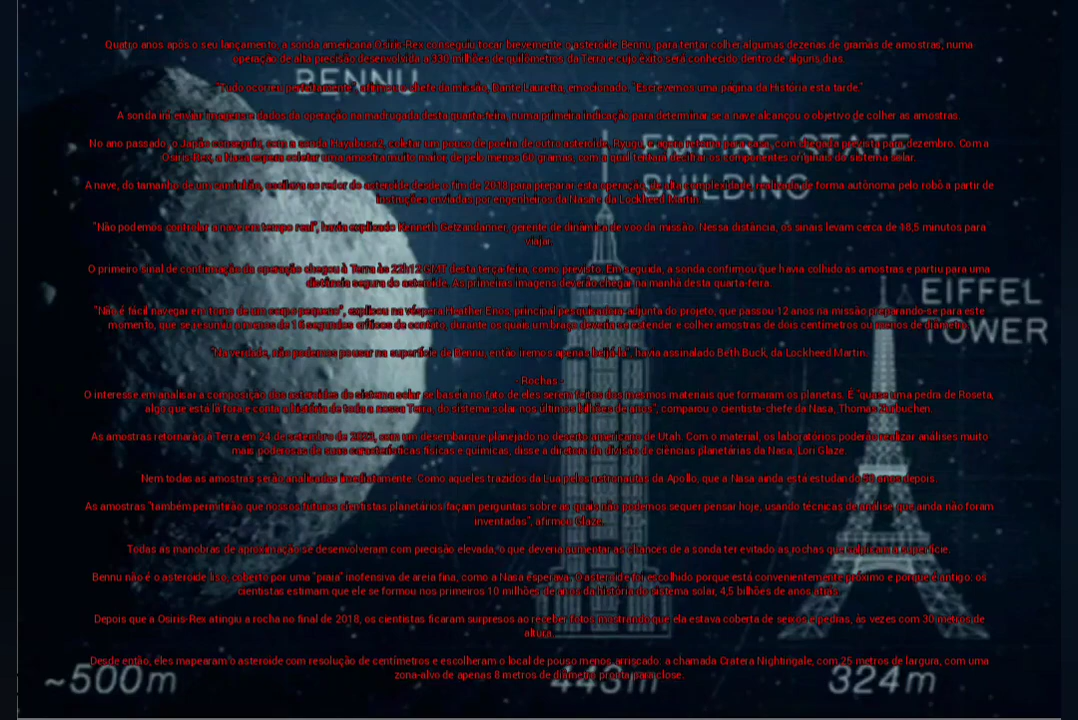 Quatro anos após o seu lançamento, a sonda americana Osiris-Rex conseguiu tocar brevemente o asteroide Bennu, para tentar colher algumas dezenas de gramas de amostras, numa
operação de alta precisão desenvolvida a 330 milhões de quilômetros da Terra e cujo êxito será conhecido dentro de alguns dias.
BENNU
"Tudo ocorreu perfeitamente", afirmou o chefe da missão, Dante Lauretta, emocionado. "Escrevemos uma página da História esta tarde."
A sonda irá enviar imagens e dados da operação na madrugada desta quarta-feira, numa primeira indicação para determinar se a nave alcançou o objetivo de colher as amostras.
EMPIRE STATE
BUILDING
No ano passado, o Japão conseguiu, com a sonda Hayabusa2, coletar um pouco de poeira de outro asteroide, Ryugu, e agora retorna para casa, com chegada prevista para dezembro. Com a
Osiris-Rex, a Nasa espera coletar uma amostra muito maior, de pelo menos 60 gramas, com a qual tentará decifrar os componentes originais do sistema solar.
A nave, do tamanho de um caminhão, oscilava ao redor do asteroide desde o fim de 2018 para preparar esta operação, de alta complexidade, realizada de forma autônoma pelo robô a partir de
instruções enviadas por engenheiros da Nasa e da Lockheed Martin.
"Não podemos controlar a nave em tempo real", havia explicado Kenneth Getzandanner, gerente de dinâmica de voo da missão. Nessa distância, os sinais levam cerca de 18,5 minutos para
viajar.
O primeiro sinal de confirmação da operação chegou à Terra às 22h12 GMT desta terça-feira, como previsto. Em seguida, a sonda confirmou que havia colhido as amostras e partiu para uma
distância segura do asteroide. As primeiras imagens deverão chegar na manhã desta quarta-feira.
EIFFEL
TOWER
"Não é fácil navegar em torno de um corpo pequeno", explicou na véspera Heather Enos, principal pesquisadora adjunta do projeto, que passou 12 anos na missão preparando-se para este
momento, que se resumiu a menos de 16 segundos críticos de contato, durante os quais um braço deveria se estender e colher amostras de dois centímetros ou menos de diâmetro.
"Na verdade, não podemos pousar na superfície de Bennu, então iremos apenas beijá-la", havia assinalado Beth Buck, da Lockheed Martin.
- Rochas -
O interesse em analisar a composição dos asteroides do sistema solar se baseia no fato de eles serem feitos dos mesmos materiais que formaram os planetas. É "quase uma pedra de Roseta,
algo que está lá fora e conta a história de toda a nossa Terra, do sistema solar, nos últimos bilhões de anos", comparou o cientista-chefe da Nasa, Thomas Zurbuchen.
As amostras retornarão à Terra em 24 de setembro de 2023, com um desembarque planejado no deserto americano de Utah. Com o material, os laboratórios poderão realizar análises muito
mais poderosas de suas características físicas e químicas, disse a diretora da divisão de ciências planetárias da Nasa, Lori Glaze.
Nem todas as amostras serão analisadas imediatamente. Como aqueles trazidos da Lua pelos astronautas da Apollo, que a Nasa ainda está estudando 50 anos depois.
As amostras "também permitirão que nossos futuros cientistas planetários façam perguntas sobre as quais não podemos sequer pensar hoje, usando técnicas de análise que ainda não foram
inventadas", afirmou Glaze.
Todas as manobras de aproximação se desenvolveram com precisão elevada, o que deveria aumentar as chances de a sonda ter evitado as rochas que salpicam a superfície.
Bennu não é o asteroide liso, coberto por uma "praia" inofensiva de areia fina, como a Nasa esperava. O asteroide foi escolhido porque está convenientemente próximo e porque é antigo: os
cientistas estimam que ele se formou nos primeiros 10 milhões de anos da história do sistema solar, 4,5 bilhões de anos atrás.
Depois que a Osiris-Rex atingiu a rocha no final de 2018, os cientistas ficaram surpresos ao receber fotos mostrando que ela estava coberta de seixos e pedras, às vezes com 30 metros de
altura.
Desde então, eles mapearam o asteroide com resolução de centímetros e escolheram o local de pouso menos arriscado: a chamada Cratera Nightingale, com 25 metros de largura, com uma
zona-alvo de apenas 8 metros de diâmetro pronta para close.
~500m
443m
324m